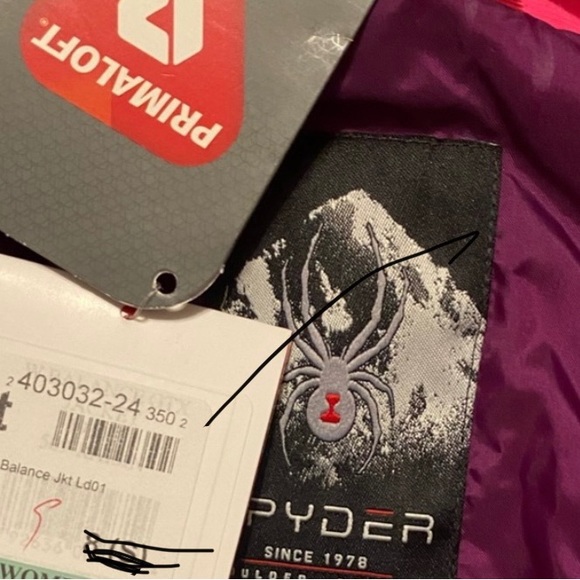 PRIMALOFT®
2 403032-24 350 2
t
Balance Jkt Ld01
PYDER
SINCE 1978